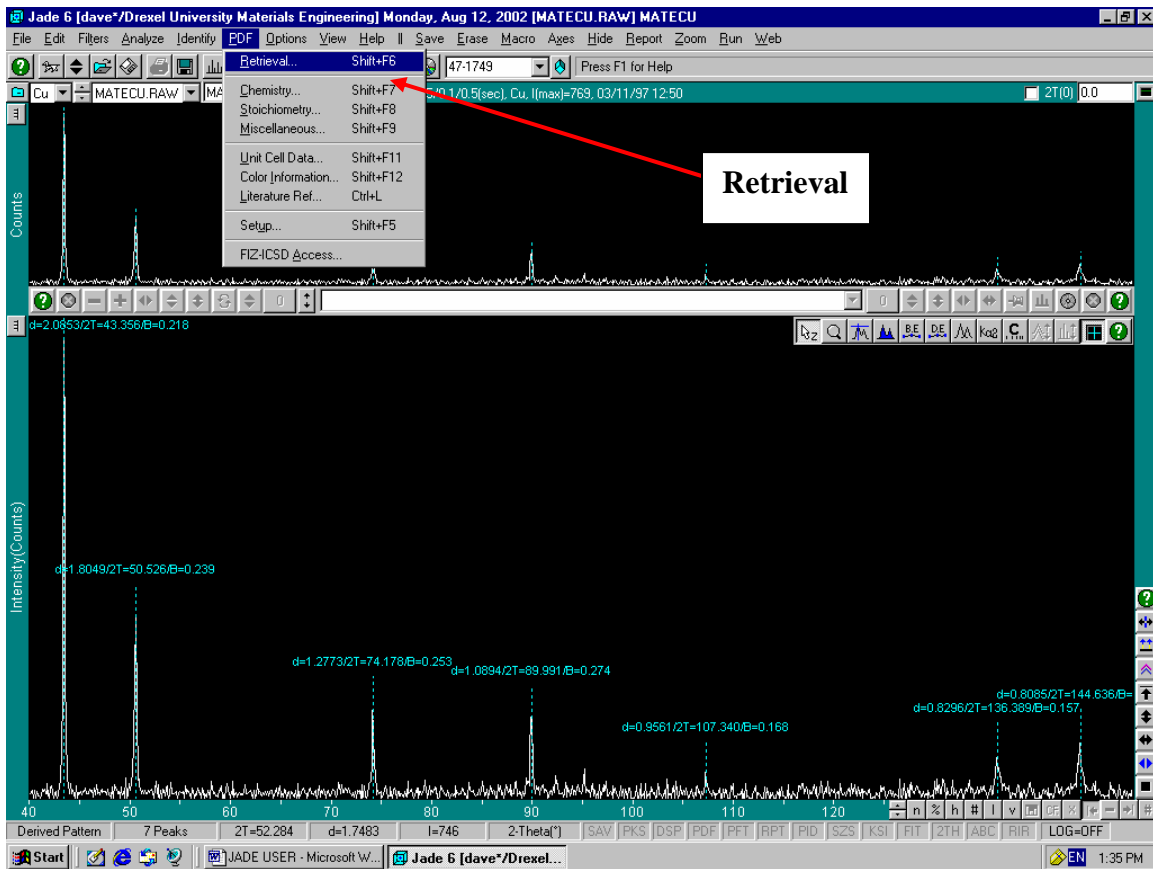 Jade 6 [dave*/Drexel University Materials Engineering] Monday, Aug 12, 2002 [MATECU.RAW] MATECU
File Edit Filters Analyze Identify PDF Options View Help || Save Erase Macro Axes Hide Report Zoom Run Web
47-1749 Press F1 for Help
Cu MATECU.RAW 0.1/0.5(sec), Cu, I(max)=769, 03/11/97 12:50 2T(0) 0.0
Retrieval... Shift+F6
Chemistry... Shift+F7
Stoichiometry... Shift+F8
Miscellaneous... Shift+F9
Unit Cell Data... Shift+F11
Color Information... Shift+F12
Literature Ref... Ctrl+L
Setup... Shift+F5
FIZ-ICSD Access...
Retrieval
Counts
0 0
d=2.0853/2T=43.356/B=0.218
B.E. D.E. kα2 C
Intensity(Counts)
d=1.8049/2T=50.526/B=0.239
d=1.2773/2T=74.178/B=0.253
d=1.0894/2T=89.991/B=0.274
d=0.9561/2T=107.340/B=0.168
d=0.8296/2T=136.389/B=0.157
d=0.8085/2T=144.636/B=
40 50 60 70 80 90 100 110 120
n % h # l v CF
Derived Pattern 7 Peaks 2T=52.284 d=1.7483 I=746 2-Theta(°) SAV PKS DSP PDF PFT RPT PID SZS KSI FIT 2TH ABC RIR LOG=OFF
Start JADE USER - Microsoft W... Jade 6 [dave*/Drexel... EN 1:35 PM